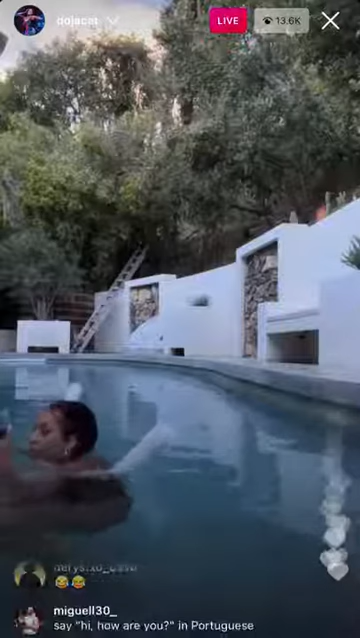 dojacat
LIVE
13.6K
😂😂
miguell30_
say "hi, how are you?" in Portuguese